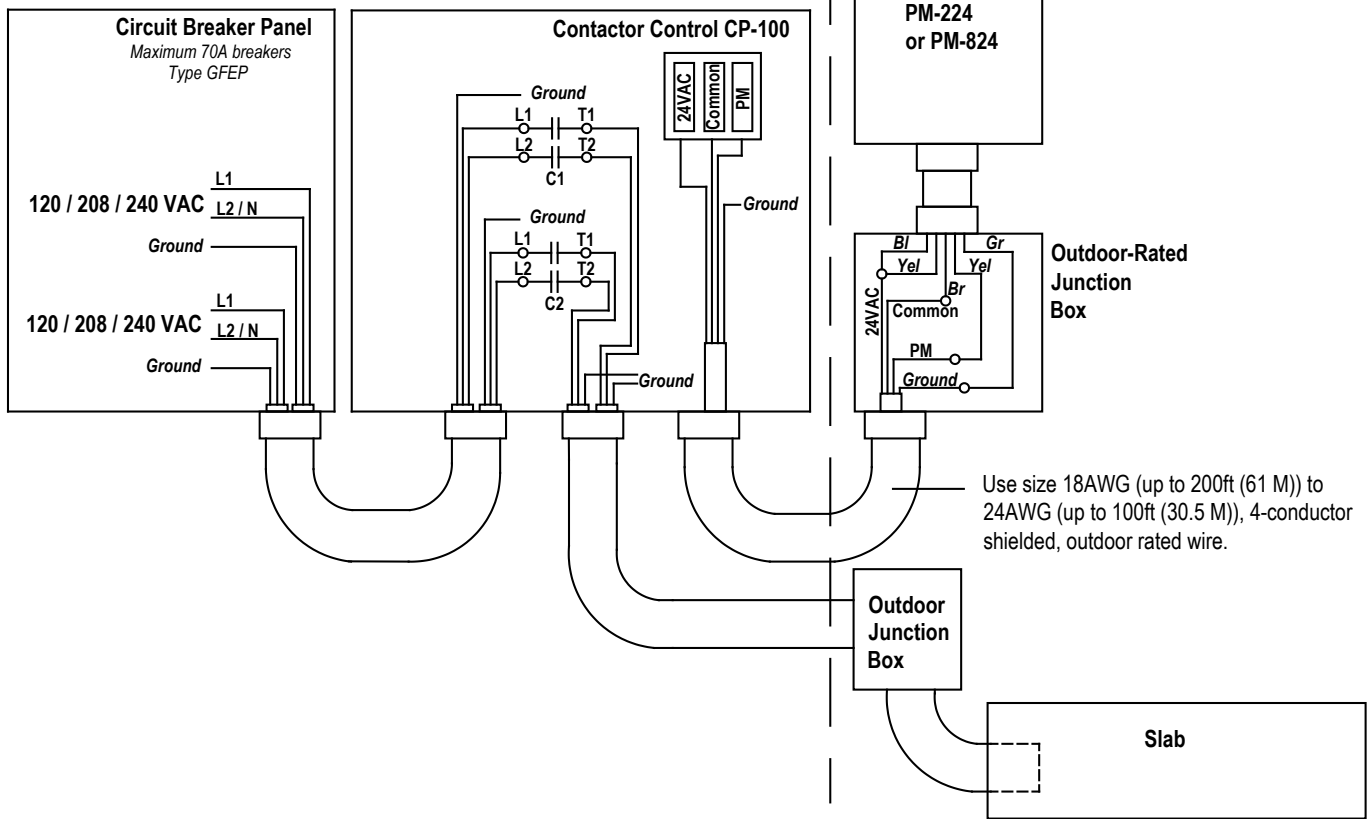 Circuit Breaker Panel
Maximum 70A breakers
Type GFEP
L1
120 / 208 / 240 VAC
L2 / N
Ground
L1
120 / 208 / 240 VAC
L2 / N
Ground
Contactor Control CP-100
24VAC
Common
PM
Ground
L1
T1
L2
T2
C1
Ground
Ground
L1
T1
L2
T2
C2
Ground
PM-224
or PM-824
Bl
Gr
Yel
Yel
Br
24VAC
Common
PM
Ground
Outdoor-Rated
Junction
Box
Use size 18AWG (up to 200ft (61 M)) to
24AWG (up to 100ft (30.5 M)), 4-conductor
shielded, outdoor rated wire.
Outdoor
Junction
Box
Slab